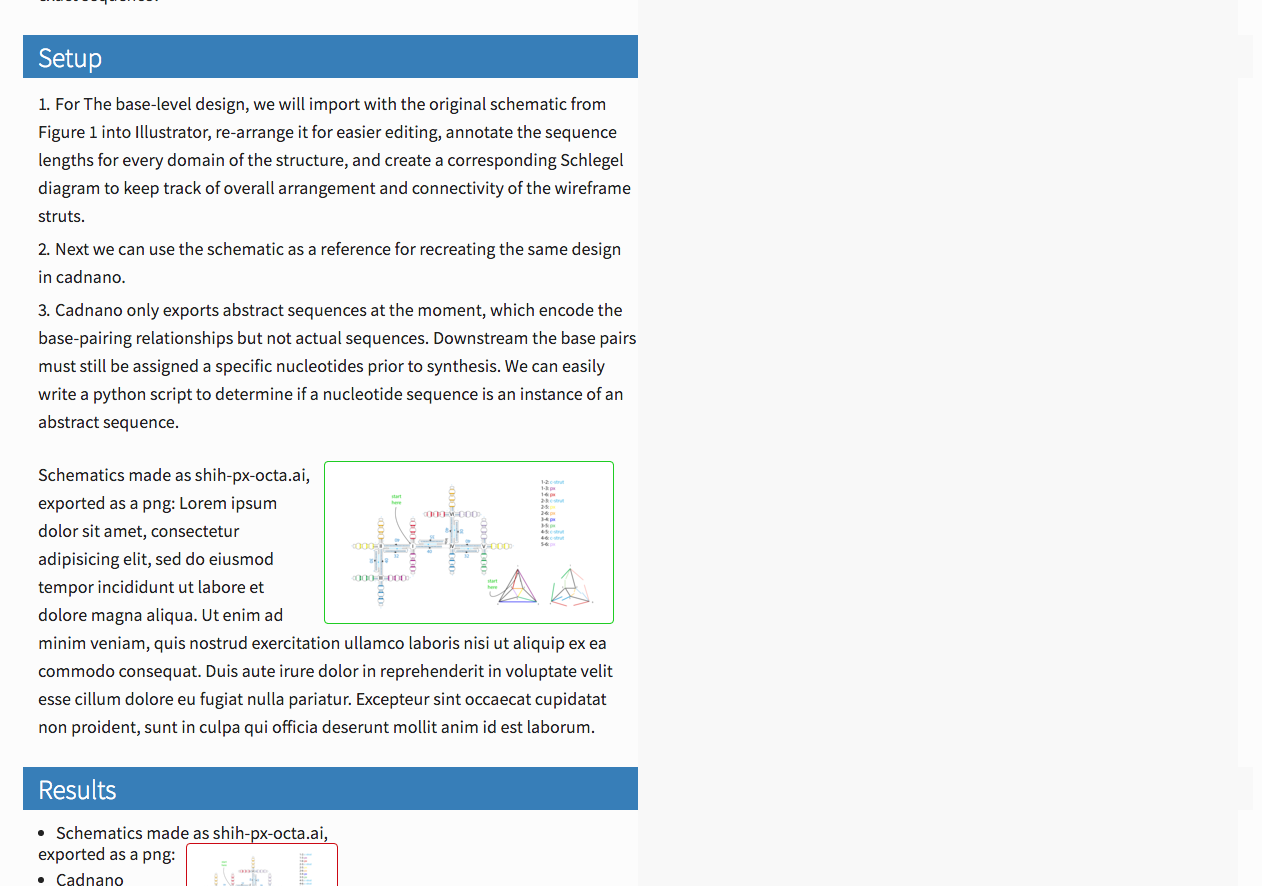 Setup
1. For The base-level design, we will import with the original schematic from
Figure 1 into Illustrator, re-arrange it for easier editing, annotate the sequence
lengths for every domain of the structure, and create a corresponding Schlegel
diagram to keep track of overall arrangement and connectivity of the wireframe
struts.
2. Next we can use the schematic as a reference for recreating the same design
in cadnano.
3. Cadnano only exports abstract sequences at the moment, which encode the
base-pairing relationships but not actual sequences. Downstream the base pairs
must still be assigned a specific nucleotides prior to synthesis. We can easily
write a python script to determine if a nucleotide sequence is an instance of an
abstract sequence.
Schematics made as shih-px-octa.ai,
exported as a png: Lorem ipsum
dolor sit amet, consectetur
adipisicing elit, sed do eiusmod
tempor incididunt ut labore et
dolore magna aliqua. Ut enim ad
minim veniam, quis nostrud exercitation ullamco laboris nisi ut aliquip ex ea
commodo consequat. Duis aute irure dolor in reprehenderit in voluptate velit
esse cillum dolore eu fugiat nulla pariatur. Excepteur sint occaecat cupidatat
non proident, sunt in culpa qui officia deserunt mollit anim id est laborum.
start
here
start
here
Results
• Schematics made as shih-px-octa.ai,
exported as a png:
• Cadnano